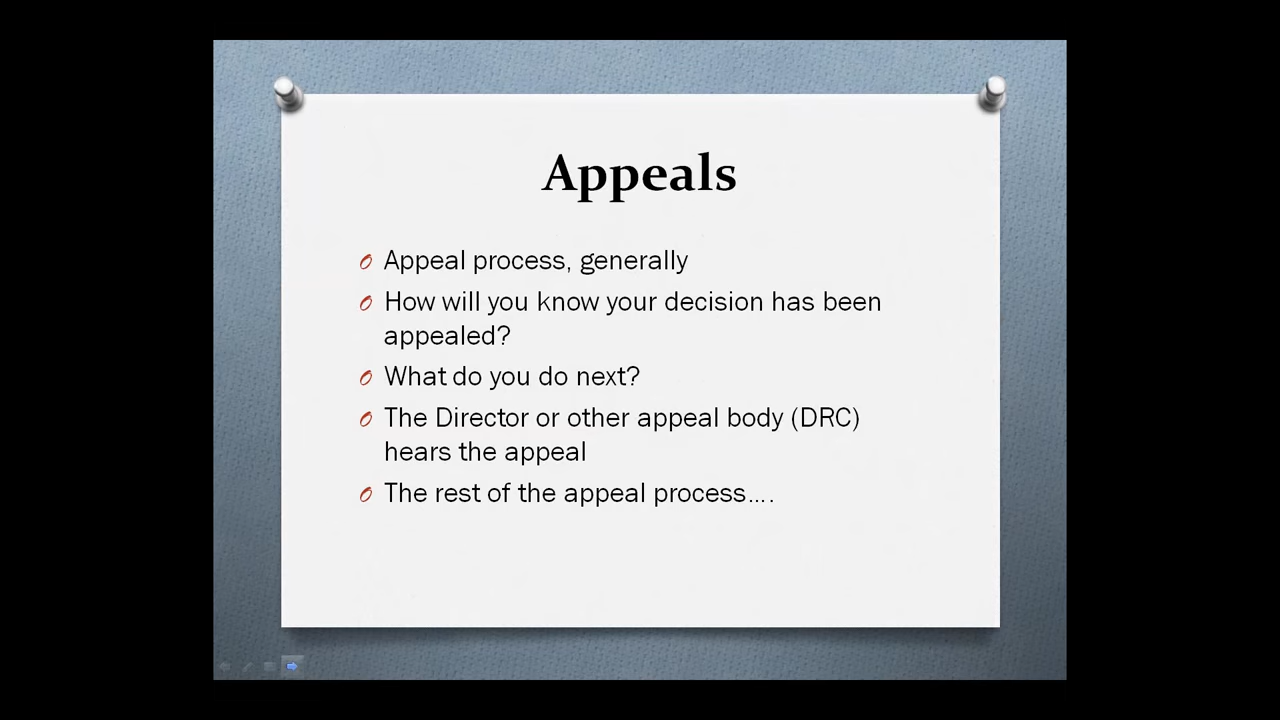 Appeals
Appeal process, generally
How will you know your decision has been
appealed?
What do you do next?
The Director or other appeal body (DRC)
hears the appeal
The rest of the appeal process….